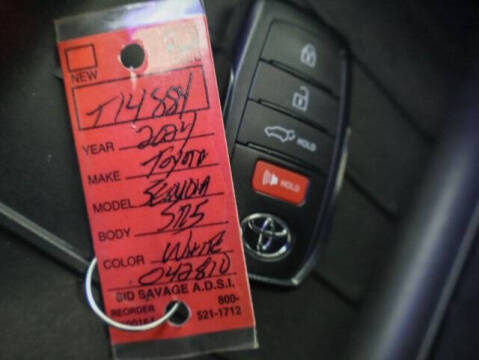 NEW
T14884
YEAR 2024
MAKE TOYOTA
MODEL SEQUOIA
BODY SR5
COLOR WHITE
042810
SID SAVAGE A.D.S.I.
REORDER 800-
521-1712
HOLD
HOLD